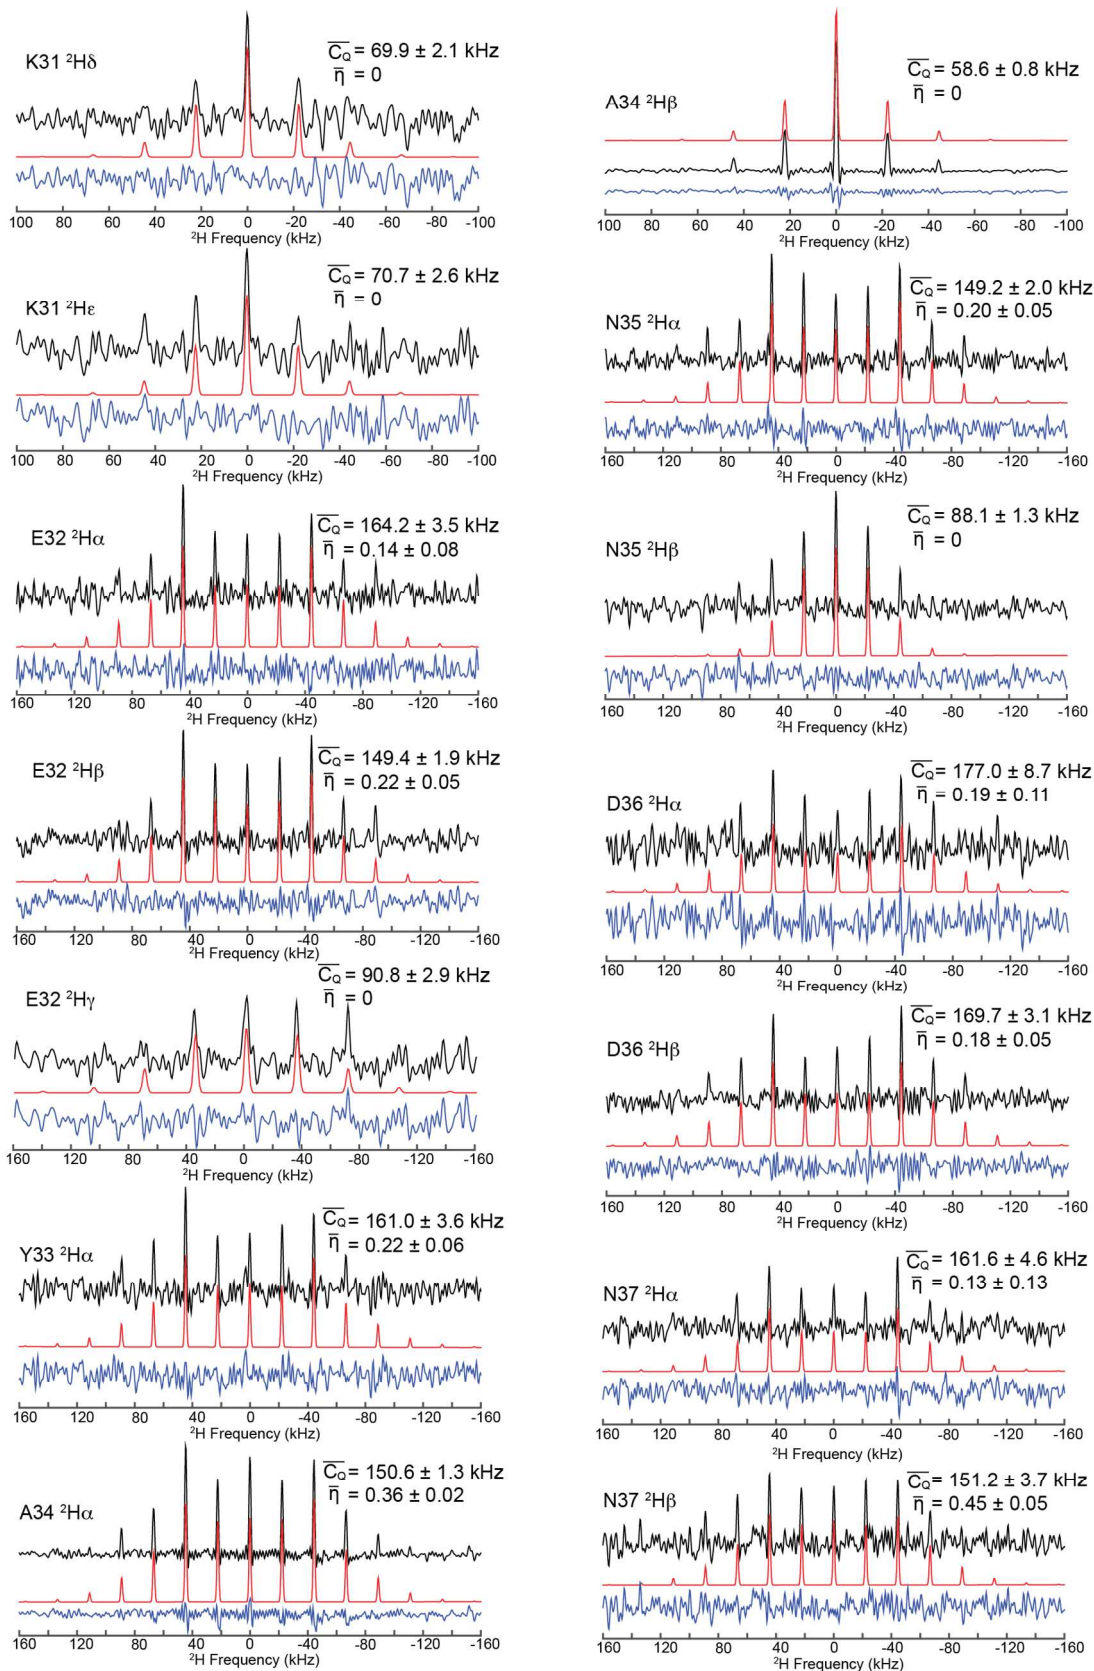 K31 ²Hδ
C̅Q̅ = 69.9 ± 2.1 kHz
η̅ = 0
100 80 60 40 20 0 -20 -40 -60 -80 -100
²H Frequency (kHz)
K31 ²Hε
C̅Q̅ = 70.7 ± 2.6 kHz
η̅ = 0
100 80 60 40 20 0 -20 -40 -60 -80 -100
²H Frequency (kHz)
E32 ²Hα
C̅Q̅ = 164.2 ± 3.5 kHz
η̅ = 0.14 ± 0.08
160 120 80 40 0 -40 -80 -120 -160
²H Frequency (kHz)
E32 ²Hβ
C̅Q̅ = 149.4 ± 1.9 kHz
η̅ = 0.22 ± 0.05
160 120 80 40 0 -40 -80 -120 -160
²H Frequency (kHz)
E32 ²Hγ
C̅Q̅ = 90.8 ± 2.9 kHz
η̅ = 0
160 120 80 40 0 -40 -80 -120 -160
²H Frequency (kHz)
Y33 ²Hα
C̅Q̅ = 161.0 ± 3.6 kHz
η̅ = 0.22 ± 0.06
160 120 80 40 0 -40 -80 -120 -160
²H Frequency (kHz)
A34 ²Hα
C̅Q̅ = 150.6 ± 1.3 kHz
η̅ = 0.36 ± 0.02
160 120 80 40 0 -40 -80 -120 -160
²H Frequency (kHz)
A34 ²Hβ
C̅Q̅ = 58.6 ± 0.8 kHz
η̅ = 0
100 80 60 40 20 0 -20 -40 -60 -80 -100
²H Frequency (kHz)
N35 ²Hα
C̅Q̅ = 149.2 ± 2.0 kHz
η̅ = 0.20 ± 0.05
160 120 80 40 0 -40 -80 -120 -160
²H Frequency (kHz)
N35 ²Hβ
C̅Q̅ = 88.1 ± 1.3 kHz
η̅ = 0
160 120 80 40 0 -40 -80 -120 -160
²H Frequency (kHz)
D36 ²Hα
C̅Q̅ = 177.0 ± 8.7 kHz
η̅ = 0.19 ± 0.11
160 120 80 40 0 -40 -80 -120 -160
²H Frequency (kHz)
D36 ²Hβ
C̅Q̅ = 169.7 ± 3.1 kHz
η̅ = 0.18 ± 0.05
160 120 80 40 0 -40 -80 -120 -160
²H Frequency (kHz)
N37 ²Hα
C̅Q̅ = 161.6 ± 4.6 kHz
η̅ = 0.13 ± 0.13
160 120 80 40 0 -40 -80 -120 -160
²H Frequency (kHz)
N37 ²Hβ
C̅Q̅ = 151.2 ± 3.7 kHz
η̅ = 0.45 ± 0.05
160 120 80 40 0 -40 -80 -120 -160
²H Frequency (kHz)